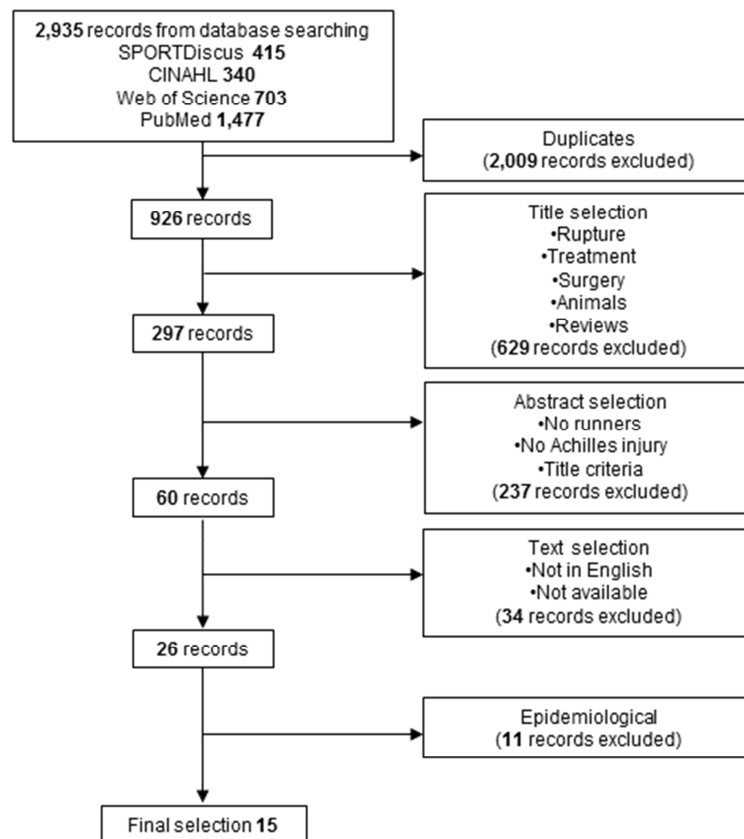 2,935 records from database searching
SPORTDiscus 415
CINAHL 340
Web of Science 703
PubMed 1,477
Duplicates
(2,009 records excluded)
926 records
Title selection
•Rupture
•Treatment
•Surgery
•Animals
•Reviews
(629 records excluded)
297 records
Abstract selection
•No runners
•No Achilles injury
•Title criteria
(237 records excluded)
60 records
Text selection
•Not in English
•Not available
(34 records excluded)
26 records
Epidemiological
(11 records excluded)
Final selection 15